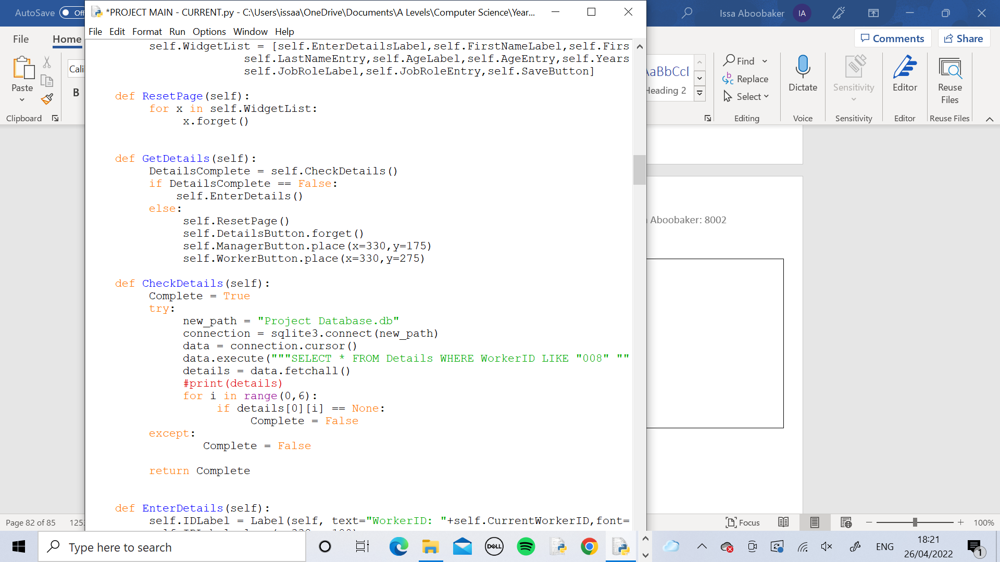 AutoSave Off
*PROJECT MAIN - CURRENT.py - C:\Users\issaa\OneDrive\Documents\A Levels\Computer Science\Year...
Issa Aboobaker IA
File Edit Format Run Options Window Help
File Home
Comments Share
self.WidgetList = [self.EnterDetailsLabel,self.FirstNameLabel,self.Firs
self.LastNameEntry,self.AgeLabel,self.AgeEntry,self.Years
self.JobRoleLabel,self.JobRoleEntry,self.SaveButton]
def ResetPage(self):
for x in self.WidgetList:
x.forget()
def GetDetails(self):
DetailsComplete = self.CheckDetails()
if DetailsComplete == False:
self.EnterDetails()
else:
self.ResetPage()
self.DetailsButton.forget()
self.ManagerButton.place(x=330,y=175)
self.WorkerButton.place(x=330,y=275)
def CheckDetails(self):
Complete = True
try:
new_path = "Project Database.db"
connection = sqlite3.connect(new_path)
data = connection.cursor()
data.execute("""SELECT * FROM Details WHERE WorkerID LIKE "008" ""
details = data.fetchall()
#print(details)
for i in range(0,6):
if details[0][i] == None:
Complete = False
except:
Complete = False
return Complete
def EnterDetails(self):
self.IDLabel = Label(self, text="WorkerID: "+self.CurrentWorkerID,font=
Cali
Paste
B
Clipboard
AaBbCcI
Heading 2
Find
Replace
Select
Editing
Dictate
Voice
Sensitivity
Sensitivity
Editor
Editor
Reuse
Files
Reuse Files
Aboobaker: 8002
Page 82 of 85 125
Focus
100%
Type here to search
DELL
ENG
18:21
26/04/2022
1